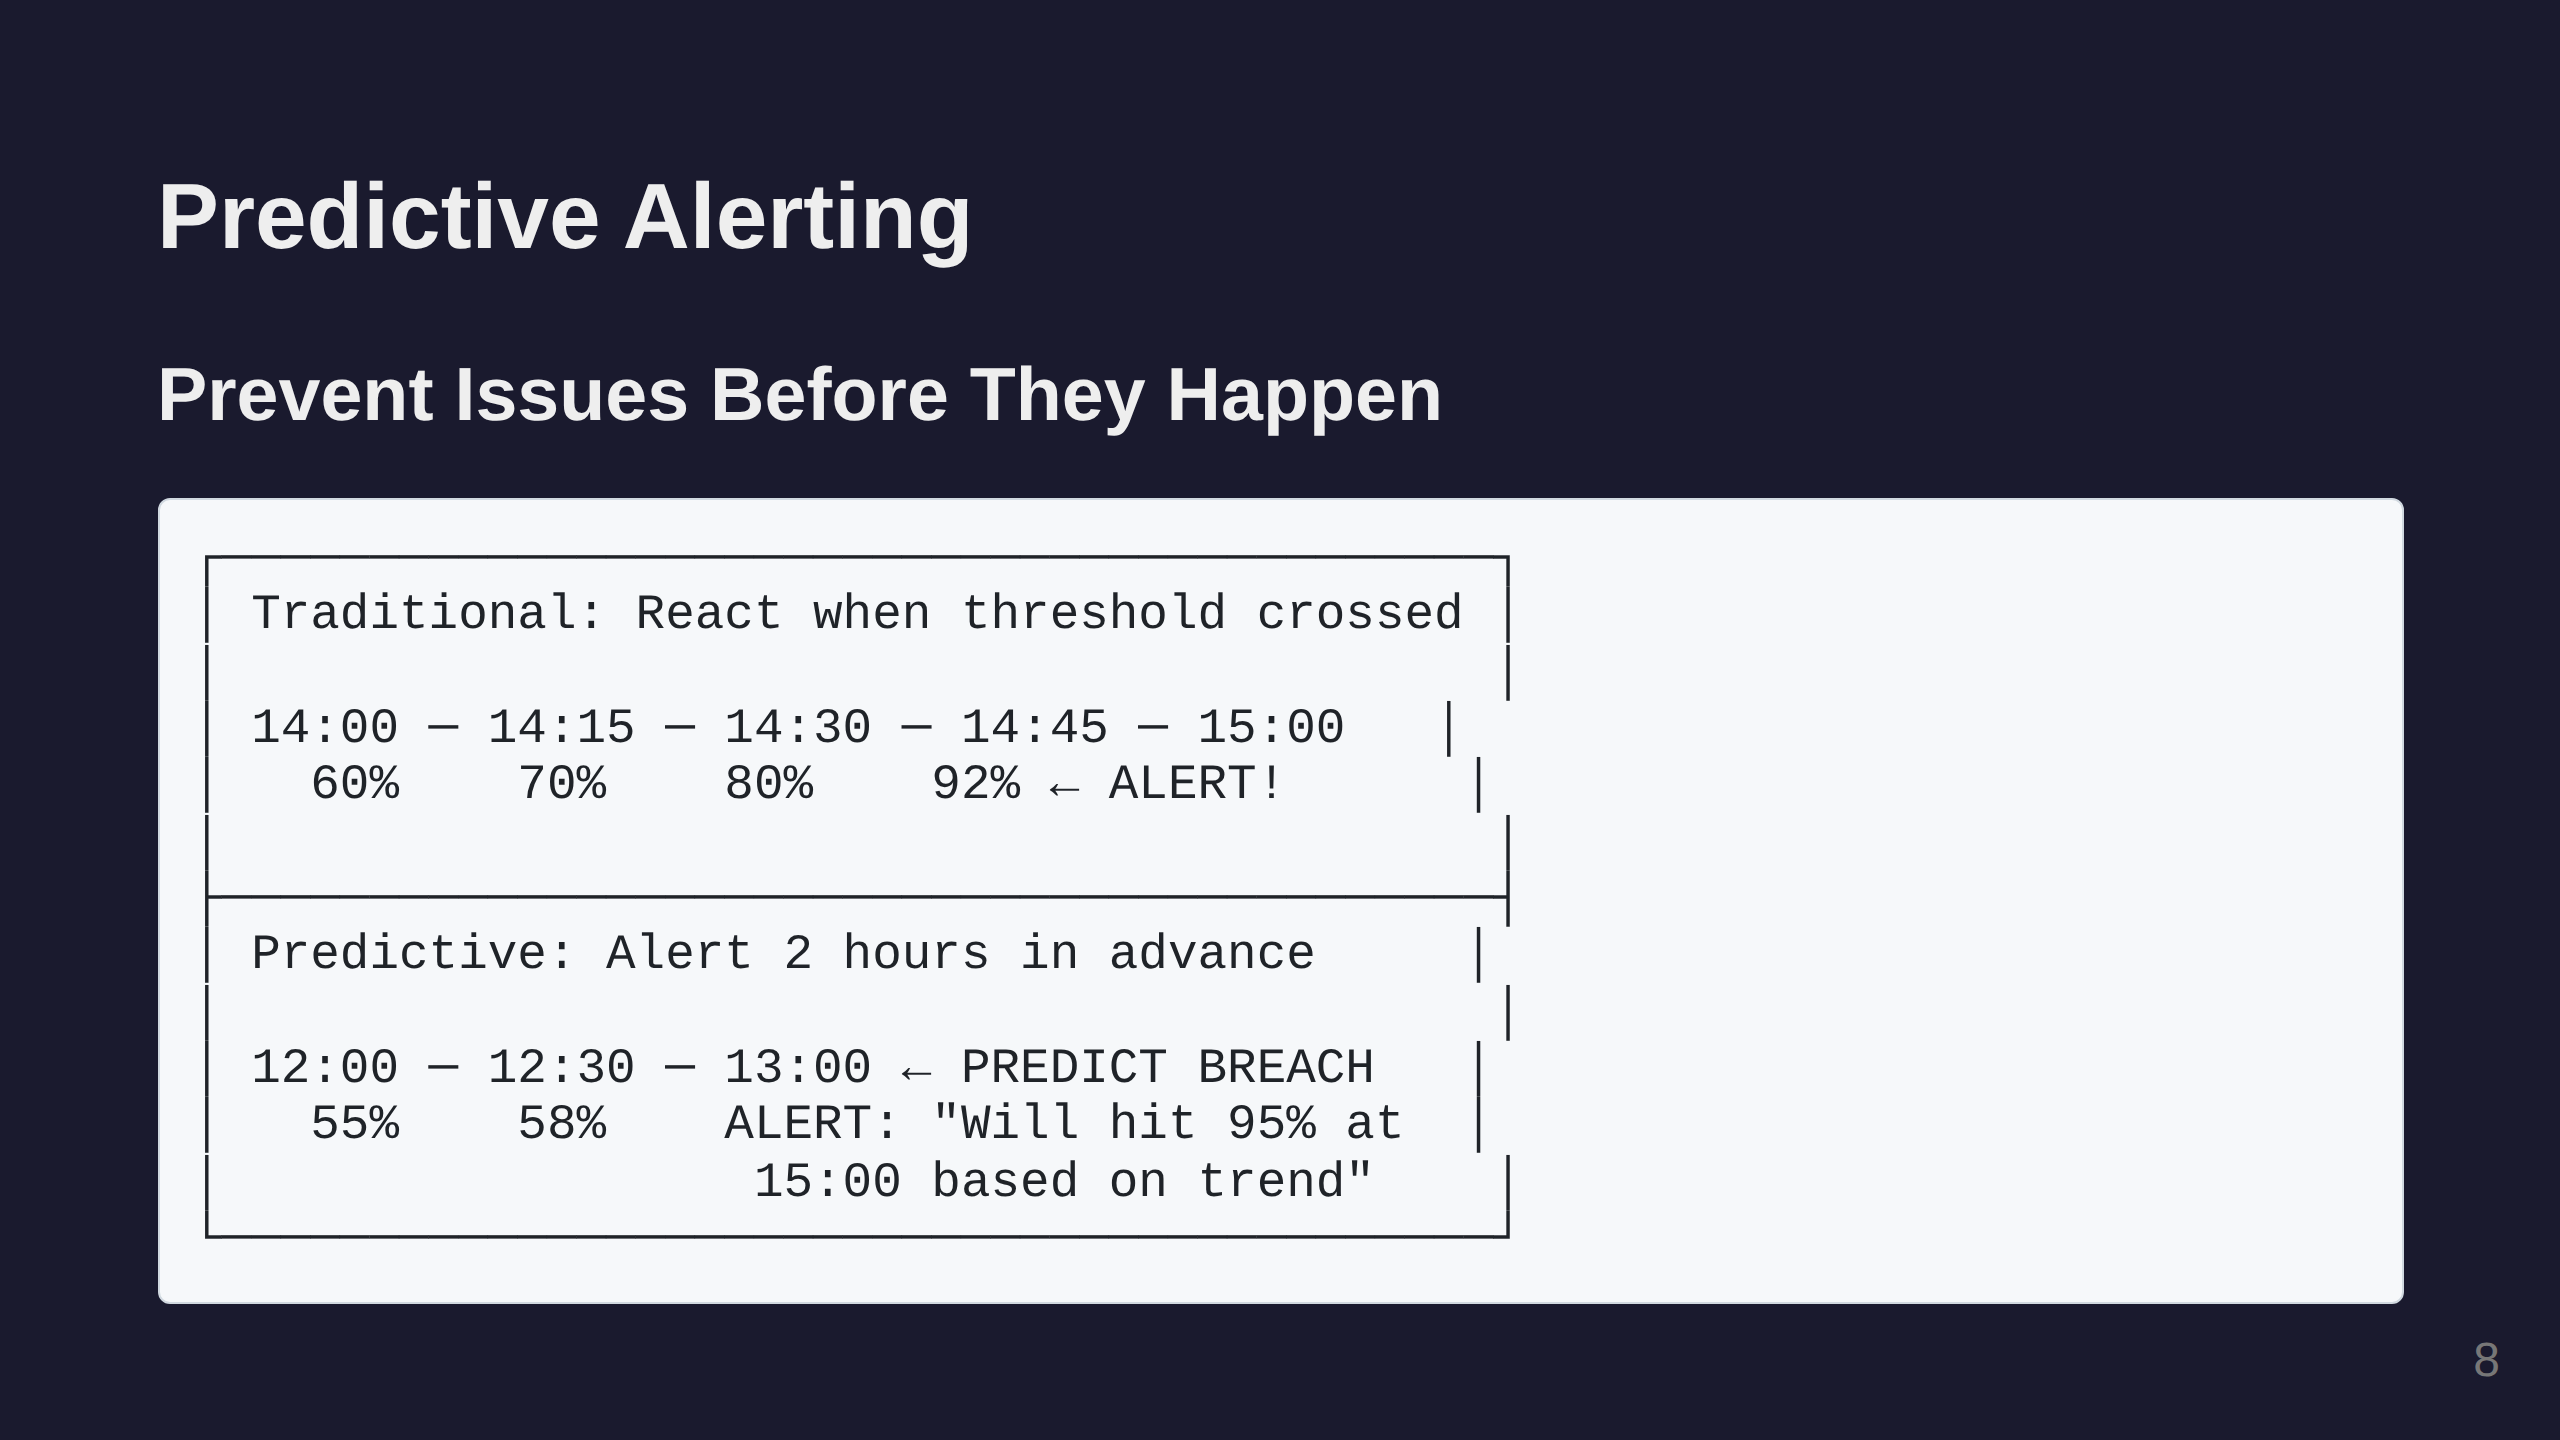 Predictive Alerting
Prevent Issues Before They Happen
Traditional: React when threshold crossed
14:00 ─ 14:15 ─ 14:30 ─ 14:45 ─ 15:00
60% 70% 80% 92% ← ALERT!
Predictive: Alert 2 hours in advance
12:00 ─ 12:30 ─ 13:00 ← PREDICT BREACH
55% 58% ALERT: "Will hit 95% at
15:00 based on trend"
8